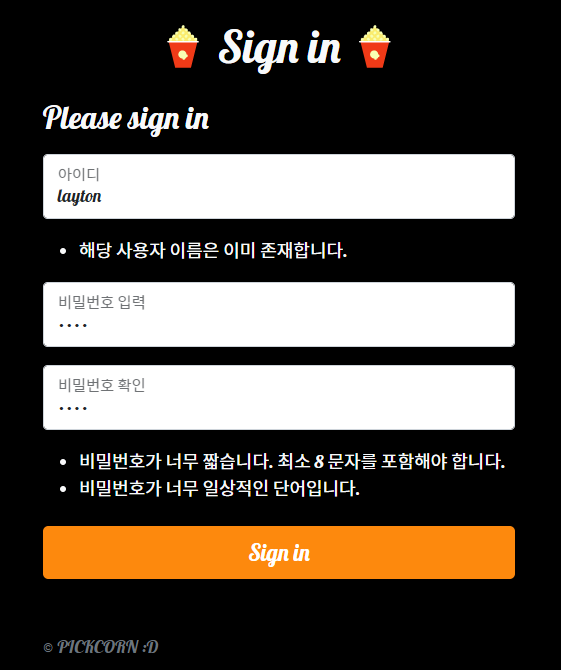 Sign in
Please sign in
아이디
layton
해당 사용자 이름은 이미 존재합니다.
비밀번호 입력
····
비밀번호 확인
····
비밀번호가 너무 짧습니다. 최소 8 문자를 포함해야 합니다.
비밀번호가 너무 일상적인 단어입니다.
Sign in
© PICKCORN :D